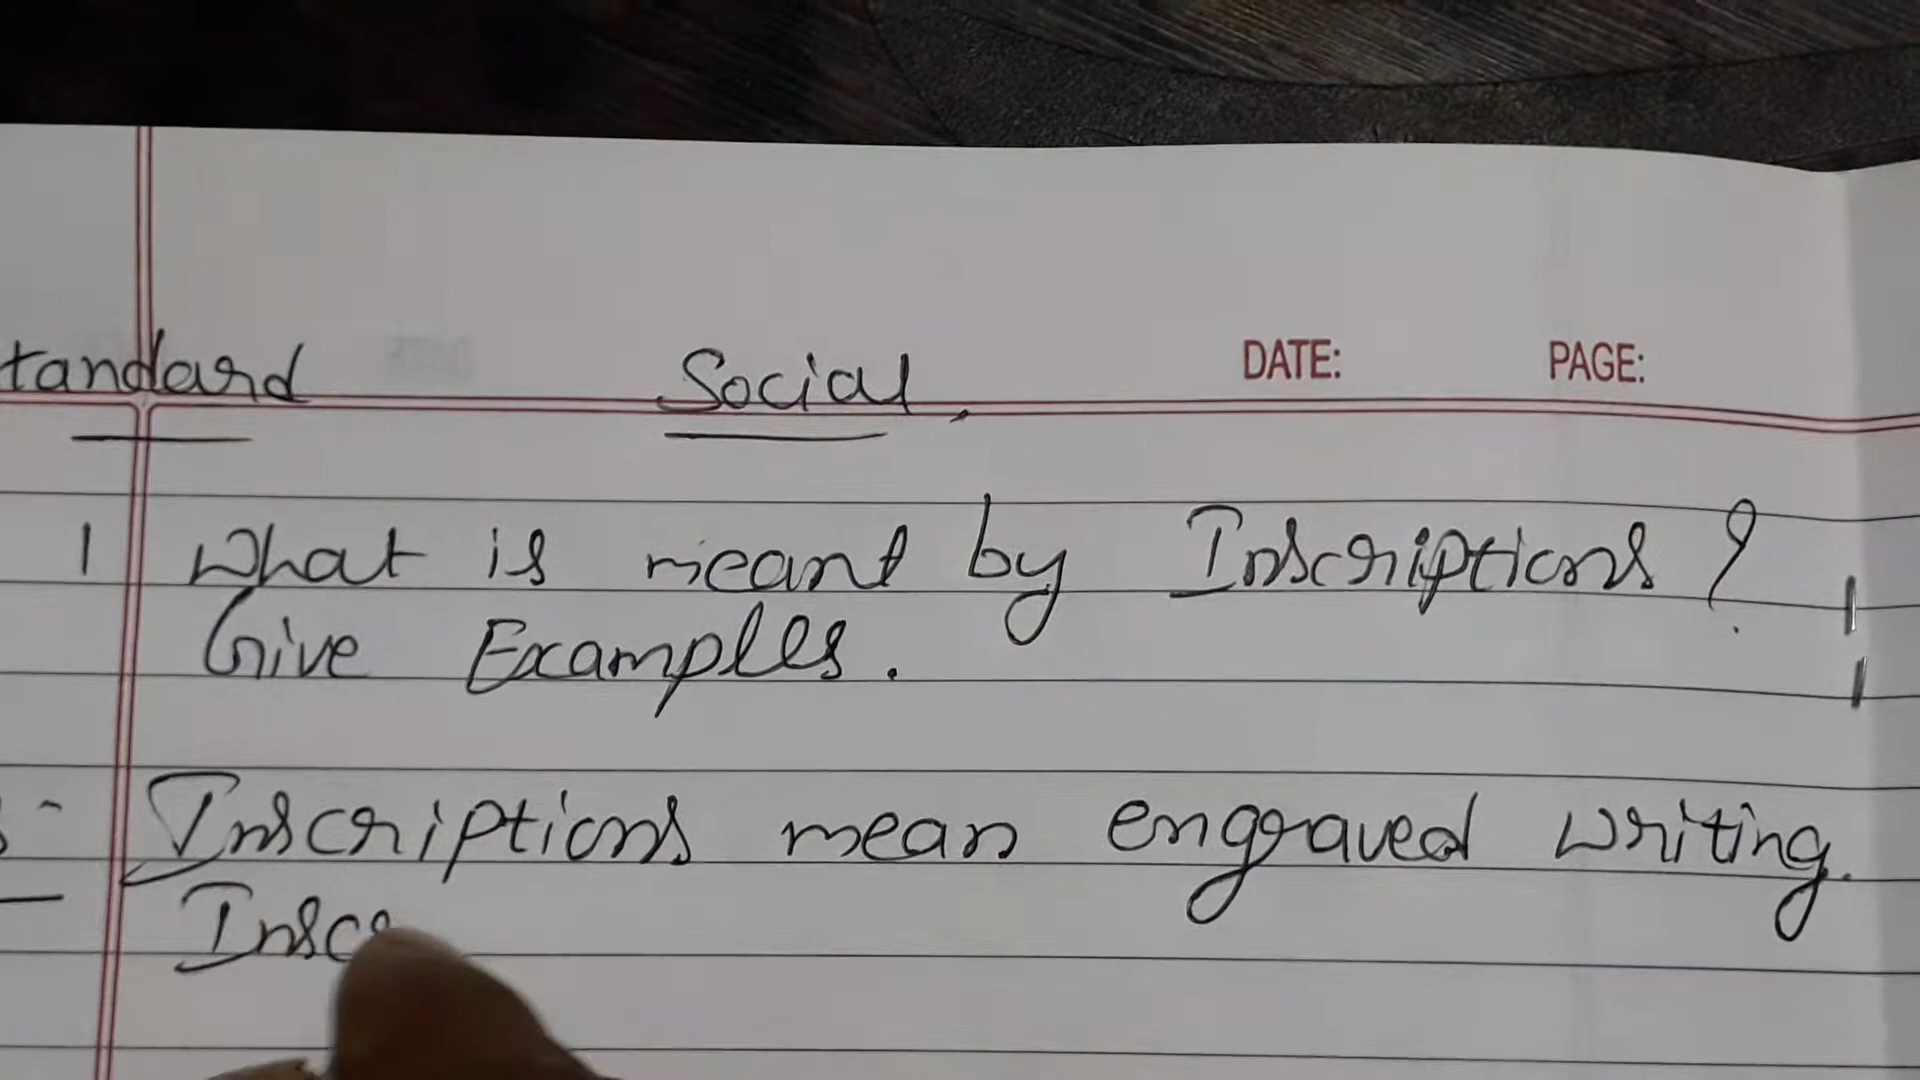 tandard Social, DATE: PAGE:
1 What is meant by Inscriptions?
Give Examples.
Inscriptions mean engraved writing.